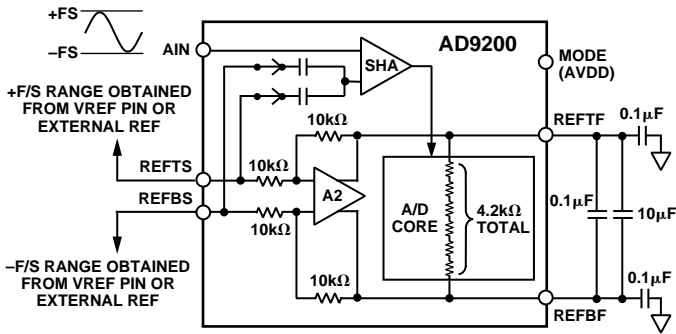 +FS
–FS
AIN
AD9200
SHA
MODE
(AVDD)
+F/S RANGE OBTAINED
FROM VREF PIN OR
EXTERNAL REF
10kΩ
REFTF
0.1μF
REFTS
10kΩ
REFBS
A2
10kΩ
A/D
CORE
4.2kΩ
TOTAL
0.1μF
10μF
–F/S RANGE OBTAINED
FROM VREF PIN OR
EXTERNAL REF
10kΩ
0.1μF
REFBF